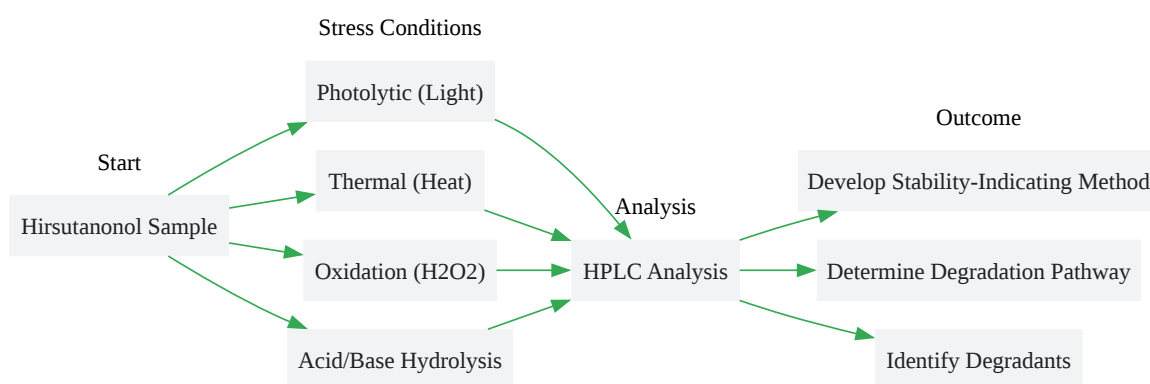 Start
Hirsutanonol Sample
Stress Conditions
Photolytic (Light)
Thermal (Heat)
Oxidation (H2O2)
Acid/Base Hydrolysis
Analysis
HPLC Analysis
Outcome
Develop Stability-Indicating Method
Determine Degradation Pathway
Identify Degradants